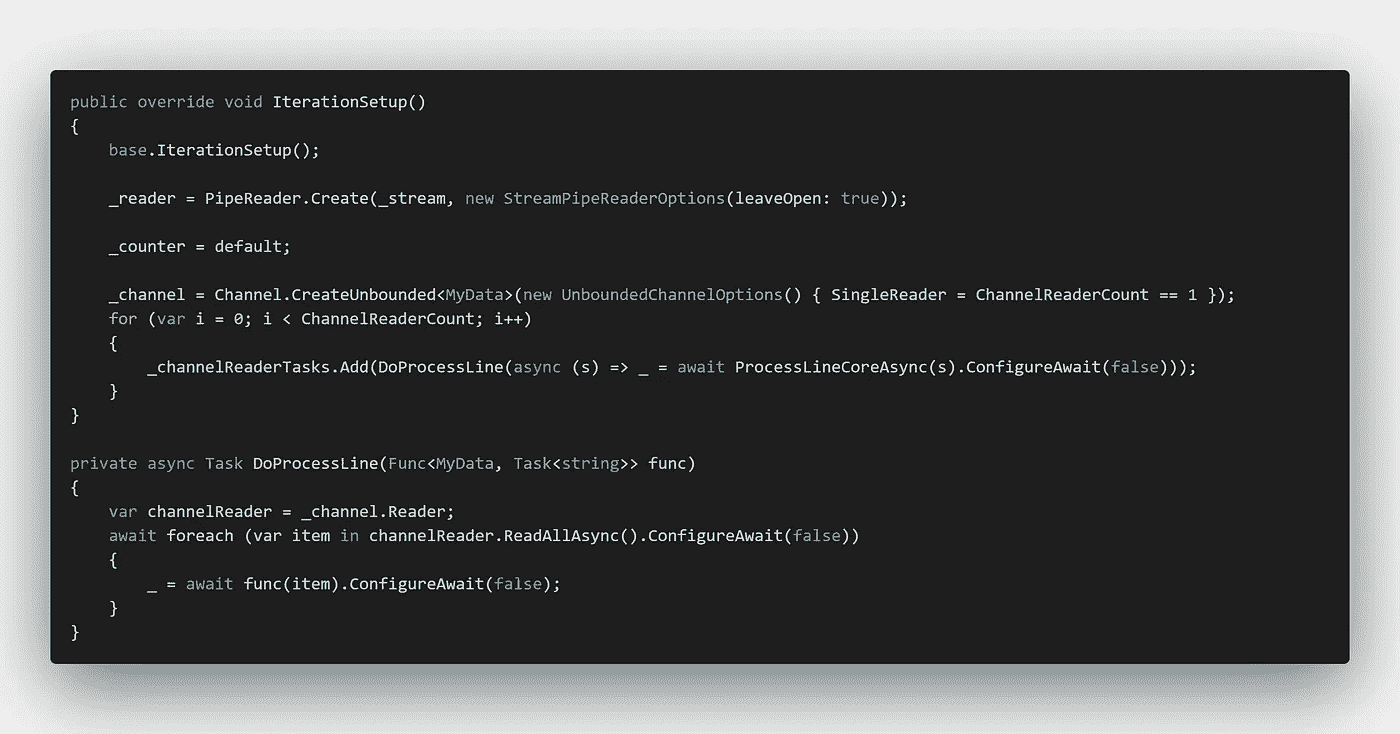 public override void IterationSetup()
{
    base.IterationSetup();
    _reader = PipeReader.Create(_stream, new StreamPipeReaderOptions(leaveOpen: true));
    _counter = default;
    _channel = Channel.CreateUnbounded<MyData>(new UnboundedChannelOptions() { SingleReader = ChannelReaderCount == 1 });
    for (var i = 0; i < ChannelReaderCount; i++)
    {
        _channelReaderTasks.Add(DoProcessLine(async (s) => _ = await ProcessLineCoreAsync(s).ConfigureAwait(false)));
    }
}
private async Task DoProcessLine(Func<MyData, Task<string>> func)
{
    var channelReader = _channel.Reader;
    await foreach (var item in channelReader.ReadAllAsync().ConfigureAwait(false))
    {
        _ = await func(item).ConfigureAwait(false);
    }
}